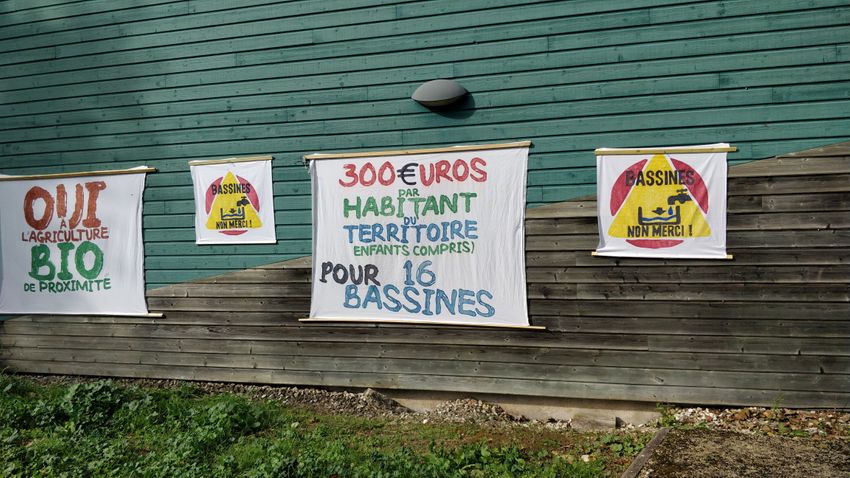 OUI
À
L'AGRICULTURE
BIO
DE PROXIMITÉ
BASSINES
NON MERCI !
300€UROS
PAR
HABITANT
DU
TERRITOIRE
ENFANTS COMPRIS)
POUR 16
BASSINES
BASSINES
NON MERCI !